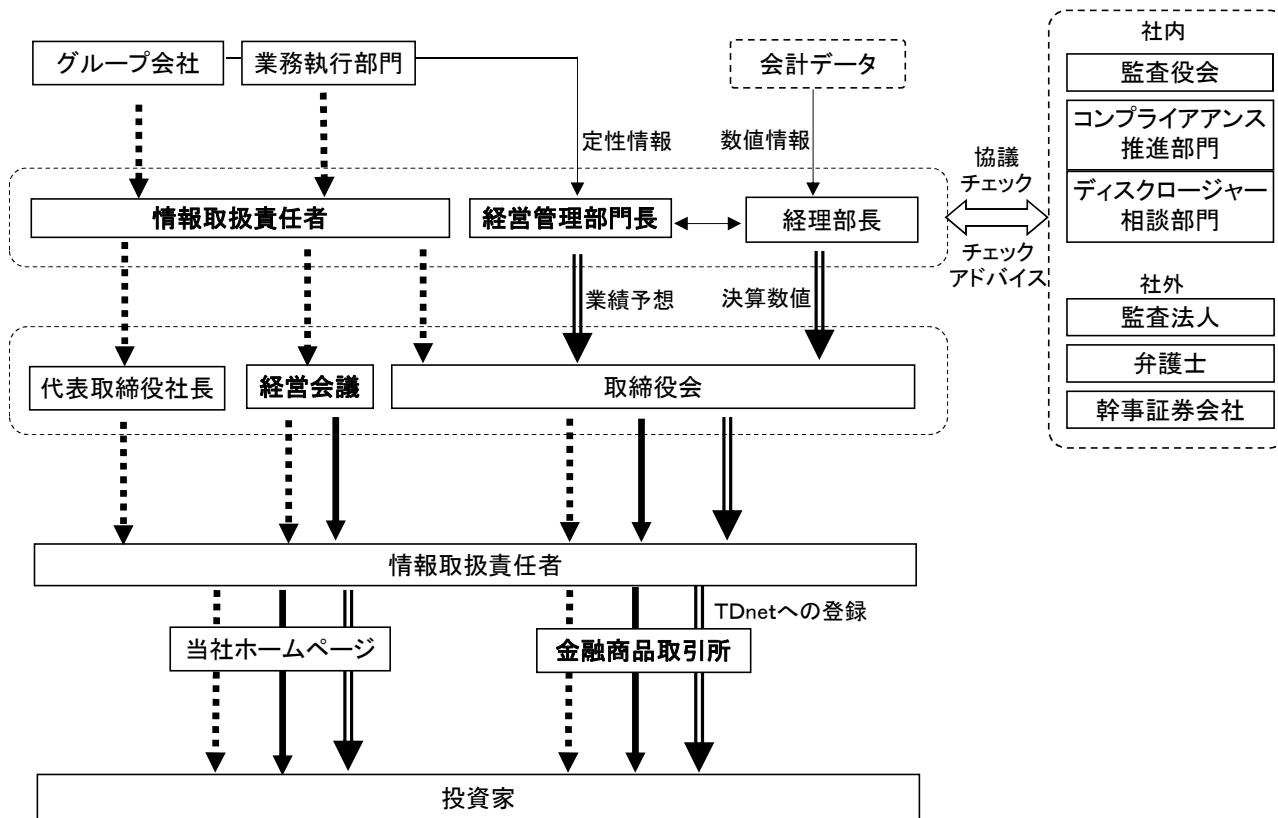 グループ会社
業務執行部門
会計データ
定性情報
数値情報
情報取扱責任者
経営管理部門長
経理部長
協議
チェック
チェック
アドバイス
社内
監査役会
コンプライアアンス
推進部門
ディスクロージャー
相談部門
社外
監査法人
弁護士
幹事証券会社
業績予想
決算数値
代表取締役社長
経営会議
取締役会
情報取扱責任者
TDnetへの登録
当社ホームページ
金融商品取引所
投資家